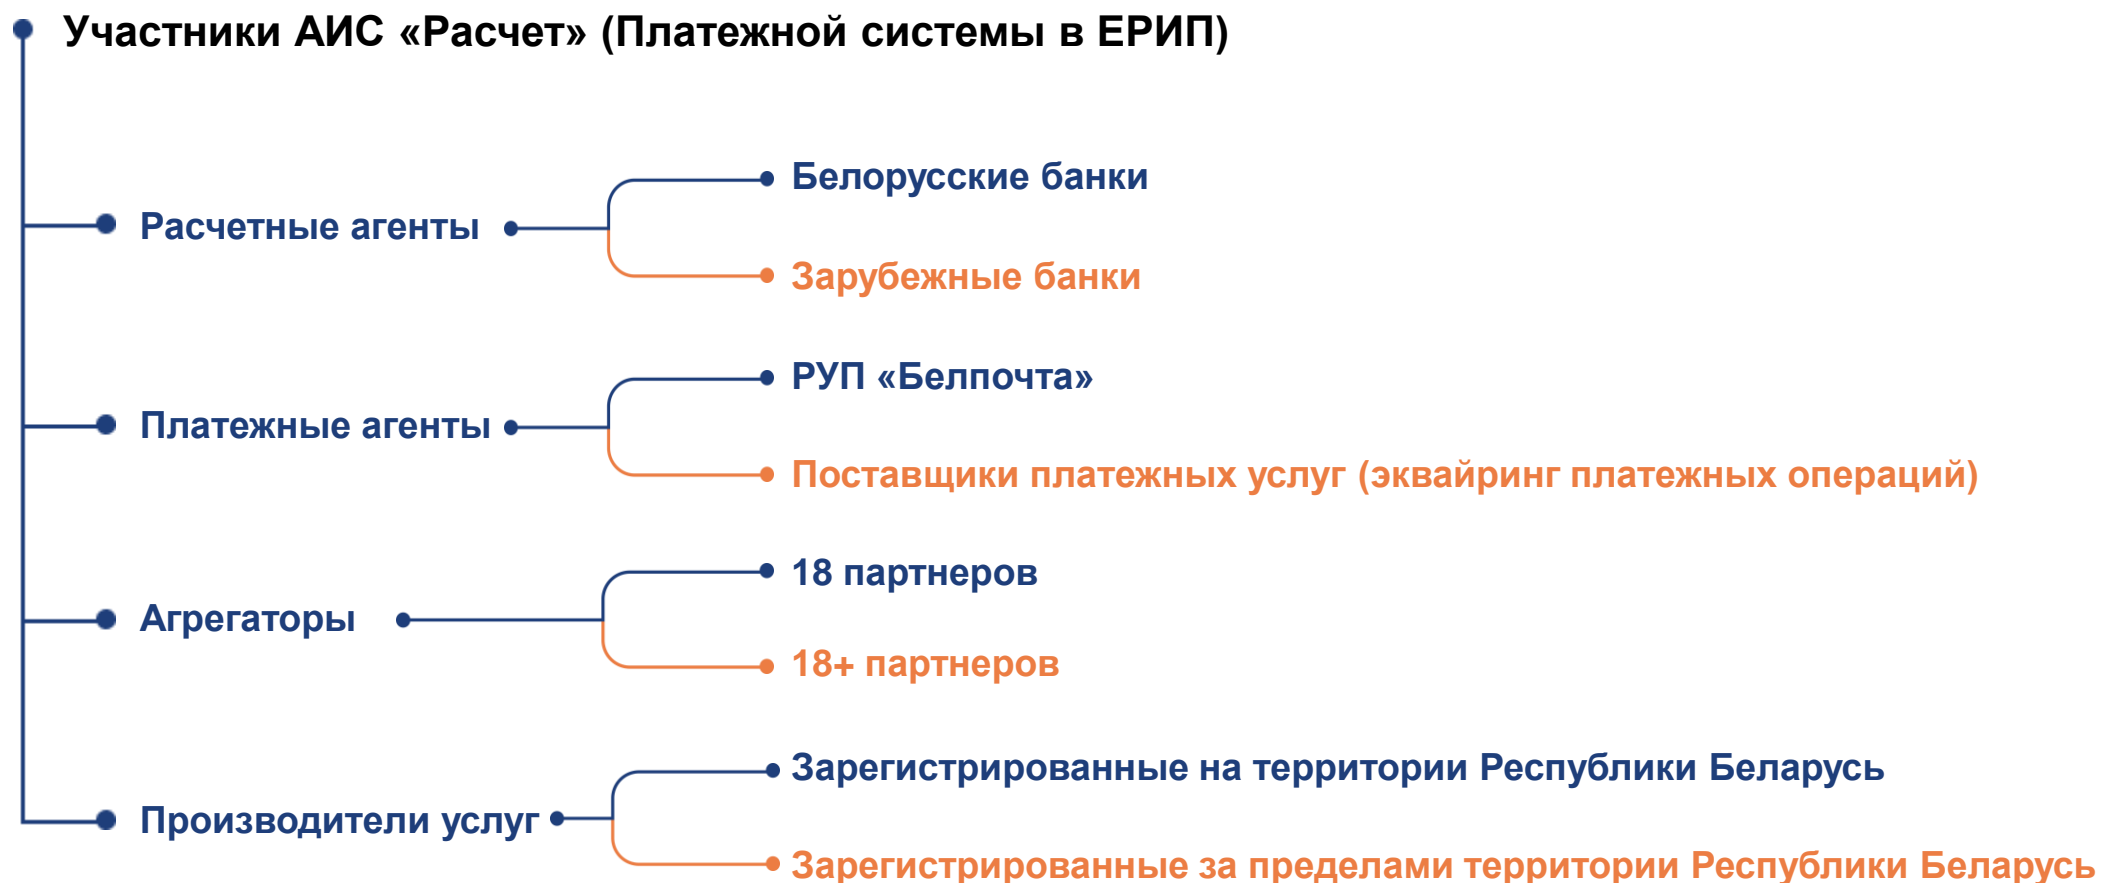 Участники АИС «Расчет» (Платежной системы в ЕРИП)
Расчетные агенты
Белорусские банки
Зарубежные банки
Платежные агенты
РУП «Белпочта»
Поставщики платежных услуг (эквайринг платежных операций)
Агрегаторы
18 партнеров
18+ партнеров
Производители услуг
Зарегистрированные на территории Республики Беларусь
Зарегистрированные за пределами территории Республики Беларусь